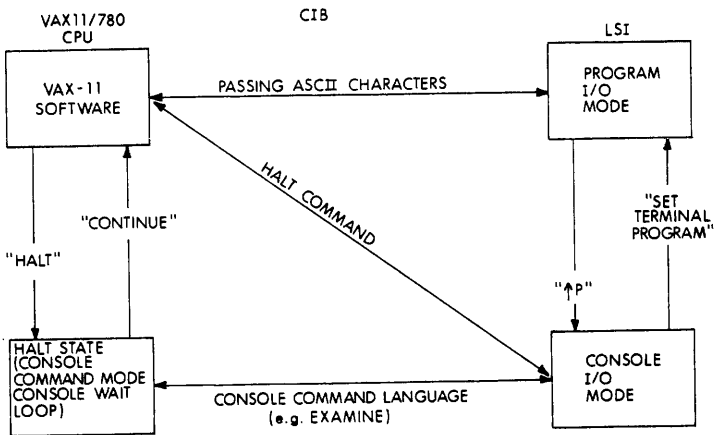 VAX11/780
CPU
CIB
LSI
VAX-11
SOFTWARE
PASSING ASCII CHARACTERS
PROGRAM
I/O
MODE
HALT COMMAND
"CONTINUE"
"HALT"
"SET
TERMINAL
PROGRAM"
"↑P"
HALT STATE
(CONSOLE
COMMAND MODE
CONSOLE WAIT
LOOP)
CONSOLE COMMAND LANGUAGE
(e.g. EXAMINE)
CONSOLE
I/O
MODE